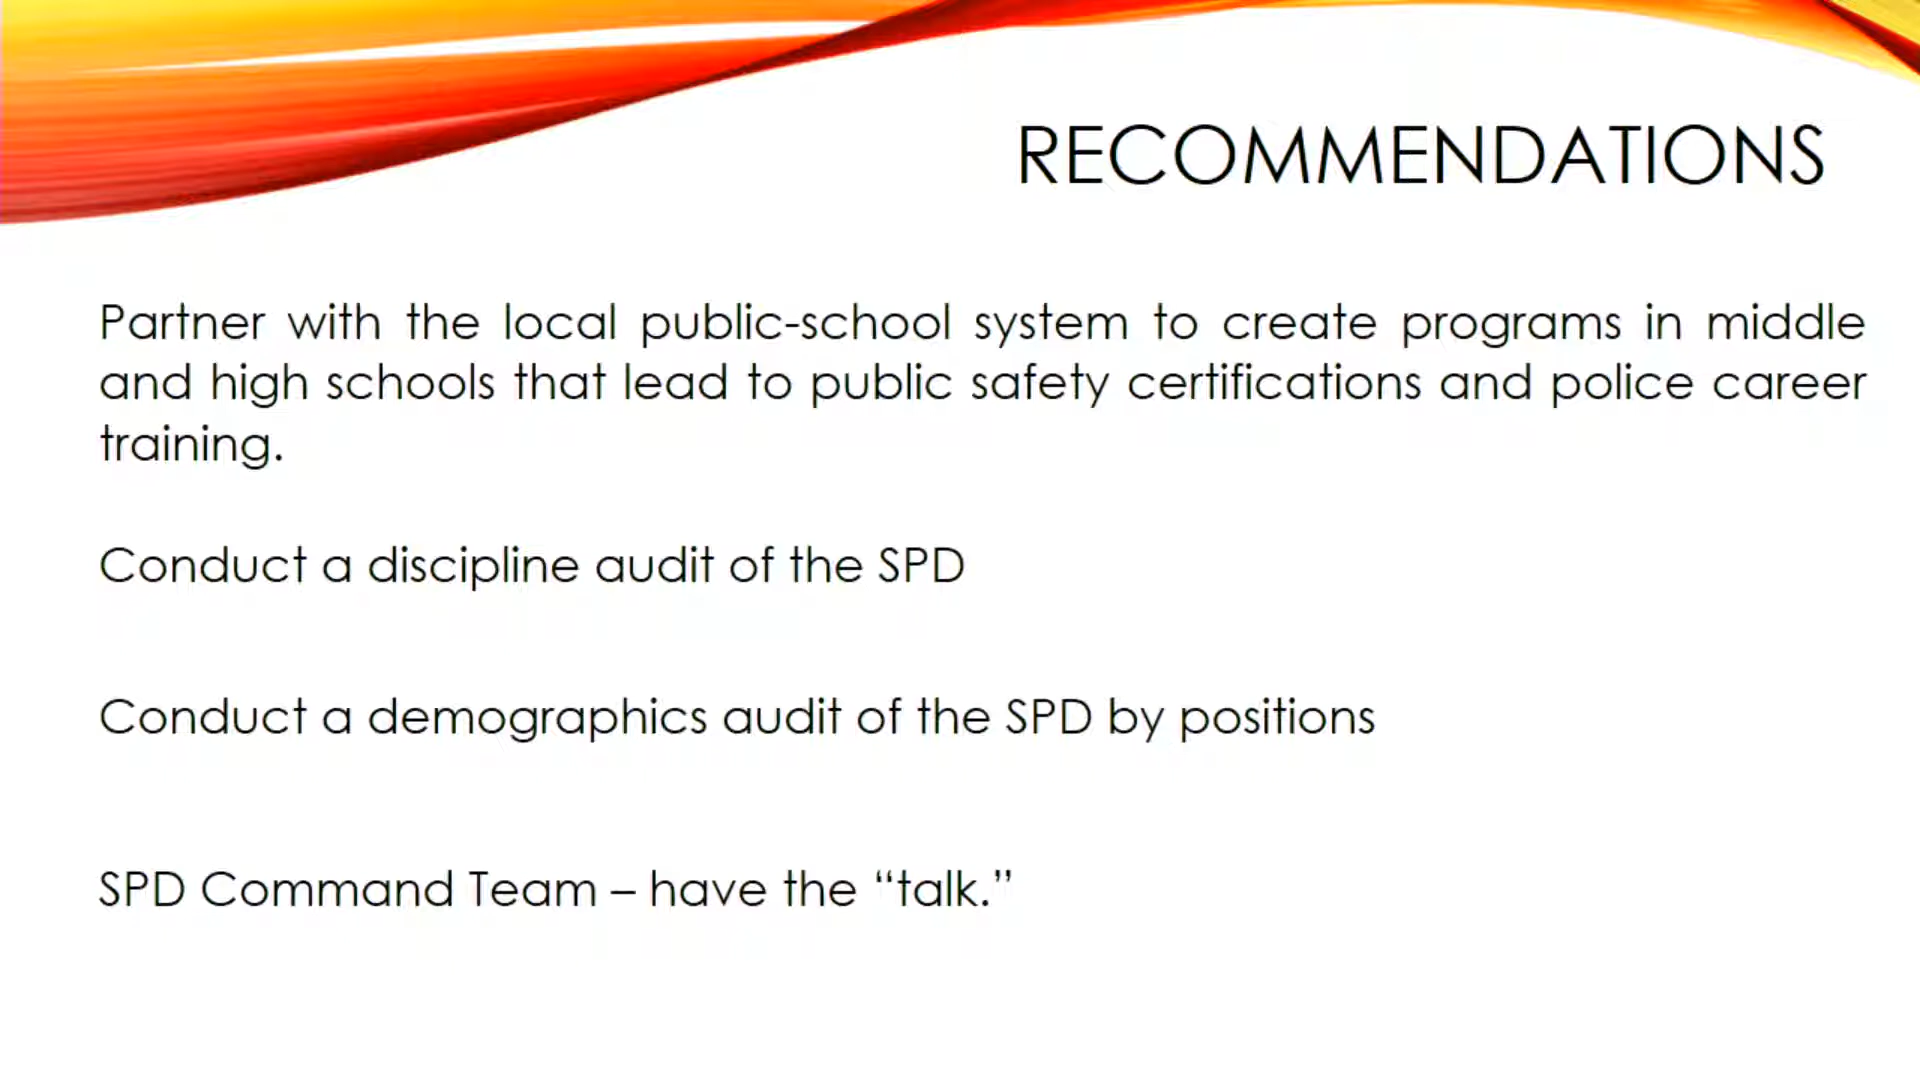 RECOMMENDATIONS
Partner with the local public-school system to create programs in middle
and high schools that lead to public safety certifications and police career
training.
Conduct a discipline audit of the SPD
Conduct a demographics audit of the SPD by positions
SPD Command Team – have the “talk.”